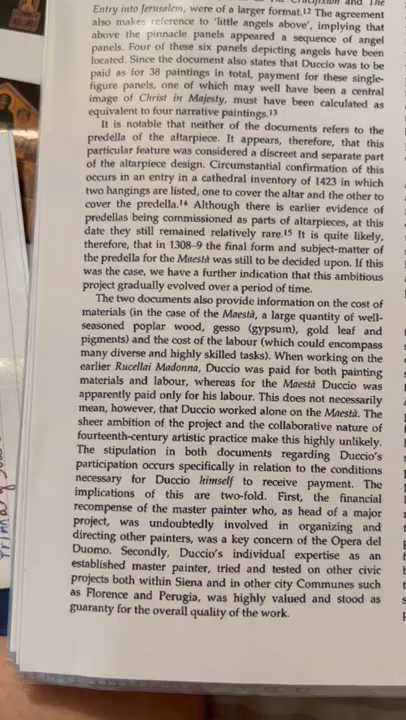 The Crucifixion and The
Entry into Jerusalem, were of a larger format.12 The agreement
also makes reference to 'little angels above', implying that
above the pinnacle panels appeared a sequence of angel
panels. Four of these six panels depicting angels have been
located. Since the document also states that Duccio was to be
paid as for 38 paintings in total, payment for these single-
figure panels, one of which may well have been a central
image of Christ in Majesty, must have been calculated as
equivalent to four narrative paintings.13
It is notable that neither of the documents refers to the
predella of the altarpiece. It appears, therefore, that this
particular feature was considered a discreet and separate part
of the altarpiece design. Circumstantial confirmation of this
occurs in an entry in a cathedral inventory of 1423 in which
two hangings are listed, one to cover the altar and the other to
cover the predella.14 Although there is earlier evidence of
predellas being commissioned as parts of altarpieces, at this
date they still remained relatively rare.15 It is quite likely,
therefore, that in 1308-9 the final form and subject-matter of
the predella for the Maestà was still to be decided upon. If this
was the case, we have a further indication that this ambitious
project gradually evolved over a period of time.
The two documents also provide information on the cost of
materials (in the case of the Maestà, a large quantity of well-
seasoned poplar wood, gesso (gypsum), gold leaf and
pigments) and the cost of the labour (which could encompass
many diverse and highly skilled tasks). When working on the
earlier Rucellai Madonna, Duccio was paid for both painting
materials and labour, whereas for the Maestà Duccio was
apparently paid only for his labour. This does not necessarily
mean, however, that Duccio worked alone on the Maestà. The
sheer ambition of the project and the collaborative nature of
fourteenth-century artistic practice make this highly unlikely.
The stipulation in both documents regarding Duccio's
participation occurs specifically in relation to the conditions
necessary for Duccio himself to receive payment. The
implications of this are two-fold. First, the financial
recompense of the master painter who, as head of a major
project, was undoubtedly involved in organizing and
directing other painters, was a key concern of the Opera del
Duomo. Secondly, Duccio's individual expertise as an
established master painter, tried and tested on other civic
projects both within Siena and in other city Communes such
as Florence and Perugia, was highly valued and stood as
guaranty for the overall quality of the work.